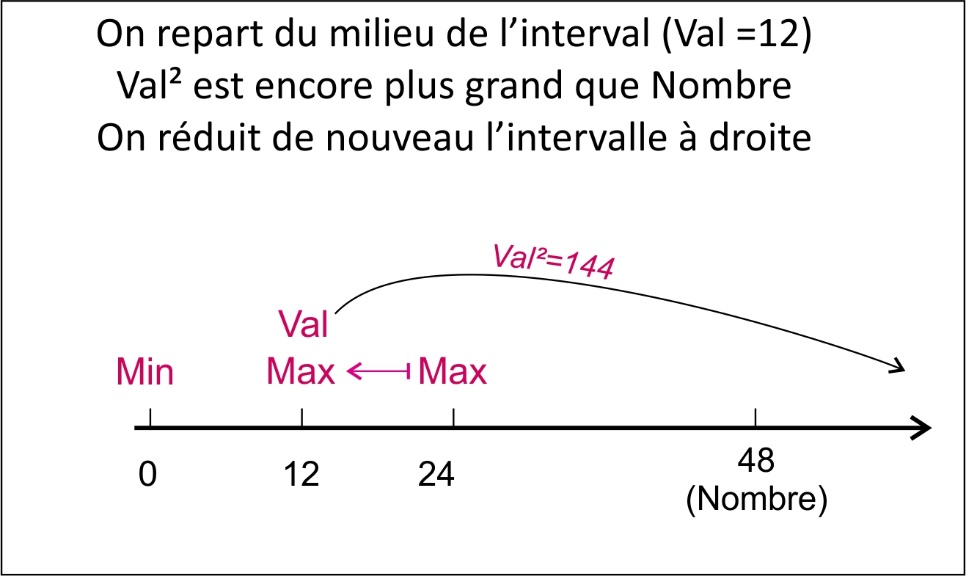 On repart du milieu de l’interval (Val =12)
Val² est encore plus grand que Nombre
On réduit de nouveau l’intervalle à droite
Val²=144
Val
Min Max Max
0 12 24 48
(Nombre)